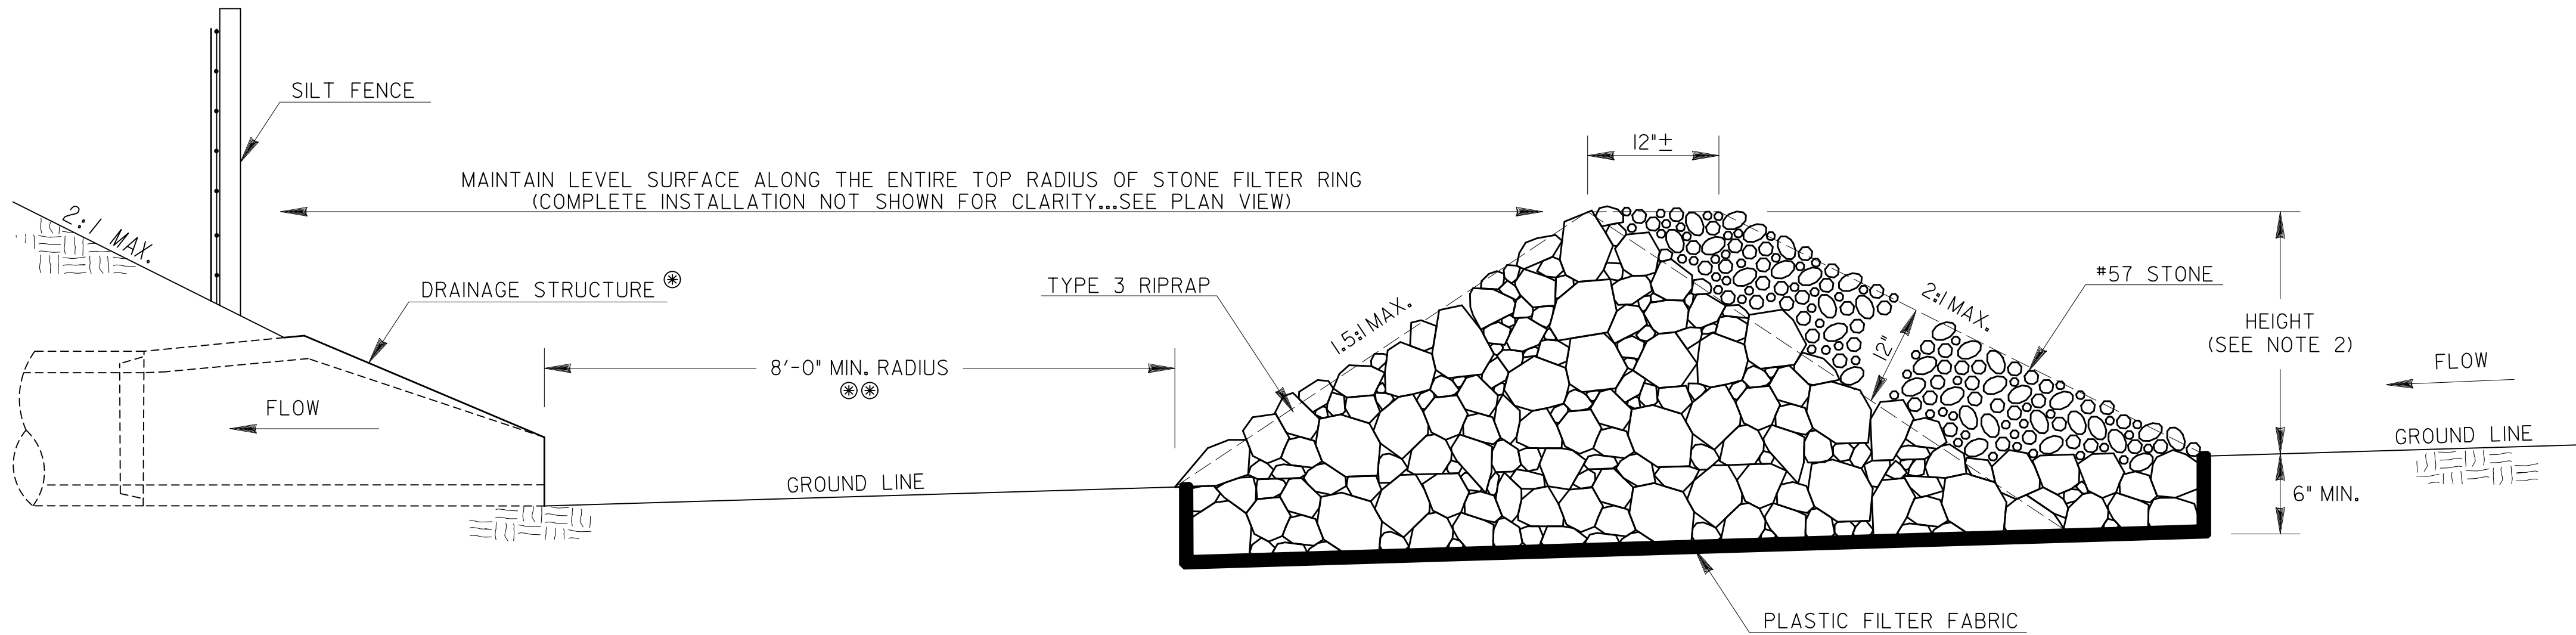 SILT FENCE
12"±
MAINTAIN LEVEL SURFACE ALONG THE ENTIRE TOP RADIUS OF STONE FILTER RING
(COMPLETE INSTALLATION NOT SHOWN FOR CLARITY...SEE PLAN VIEW)
2:1 MAX.
DRAINAGE STRUCTURE ⊛
TYPE 3 RIPRAP
1.5:1 MAX.
#57 STONE
2:1 MAX.
12"
HEIGHT
(SEE NOTE 2)
FLOW
8'-0" MIN. RADIUS
⊛⊛
FLOW
GROUND LINE
GROUND LINE
6" MIN.
PLASTIC FILTER FABRIC